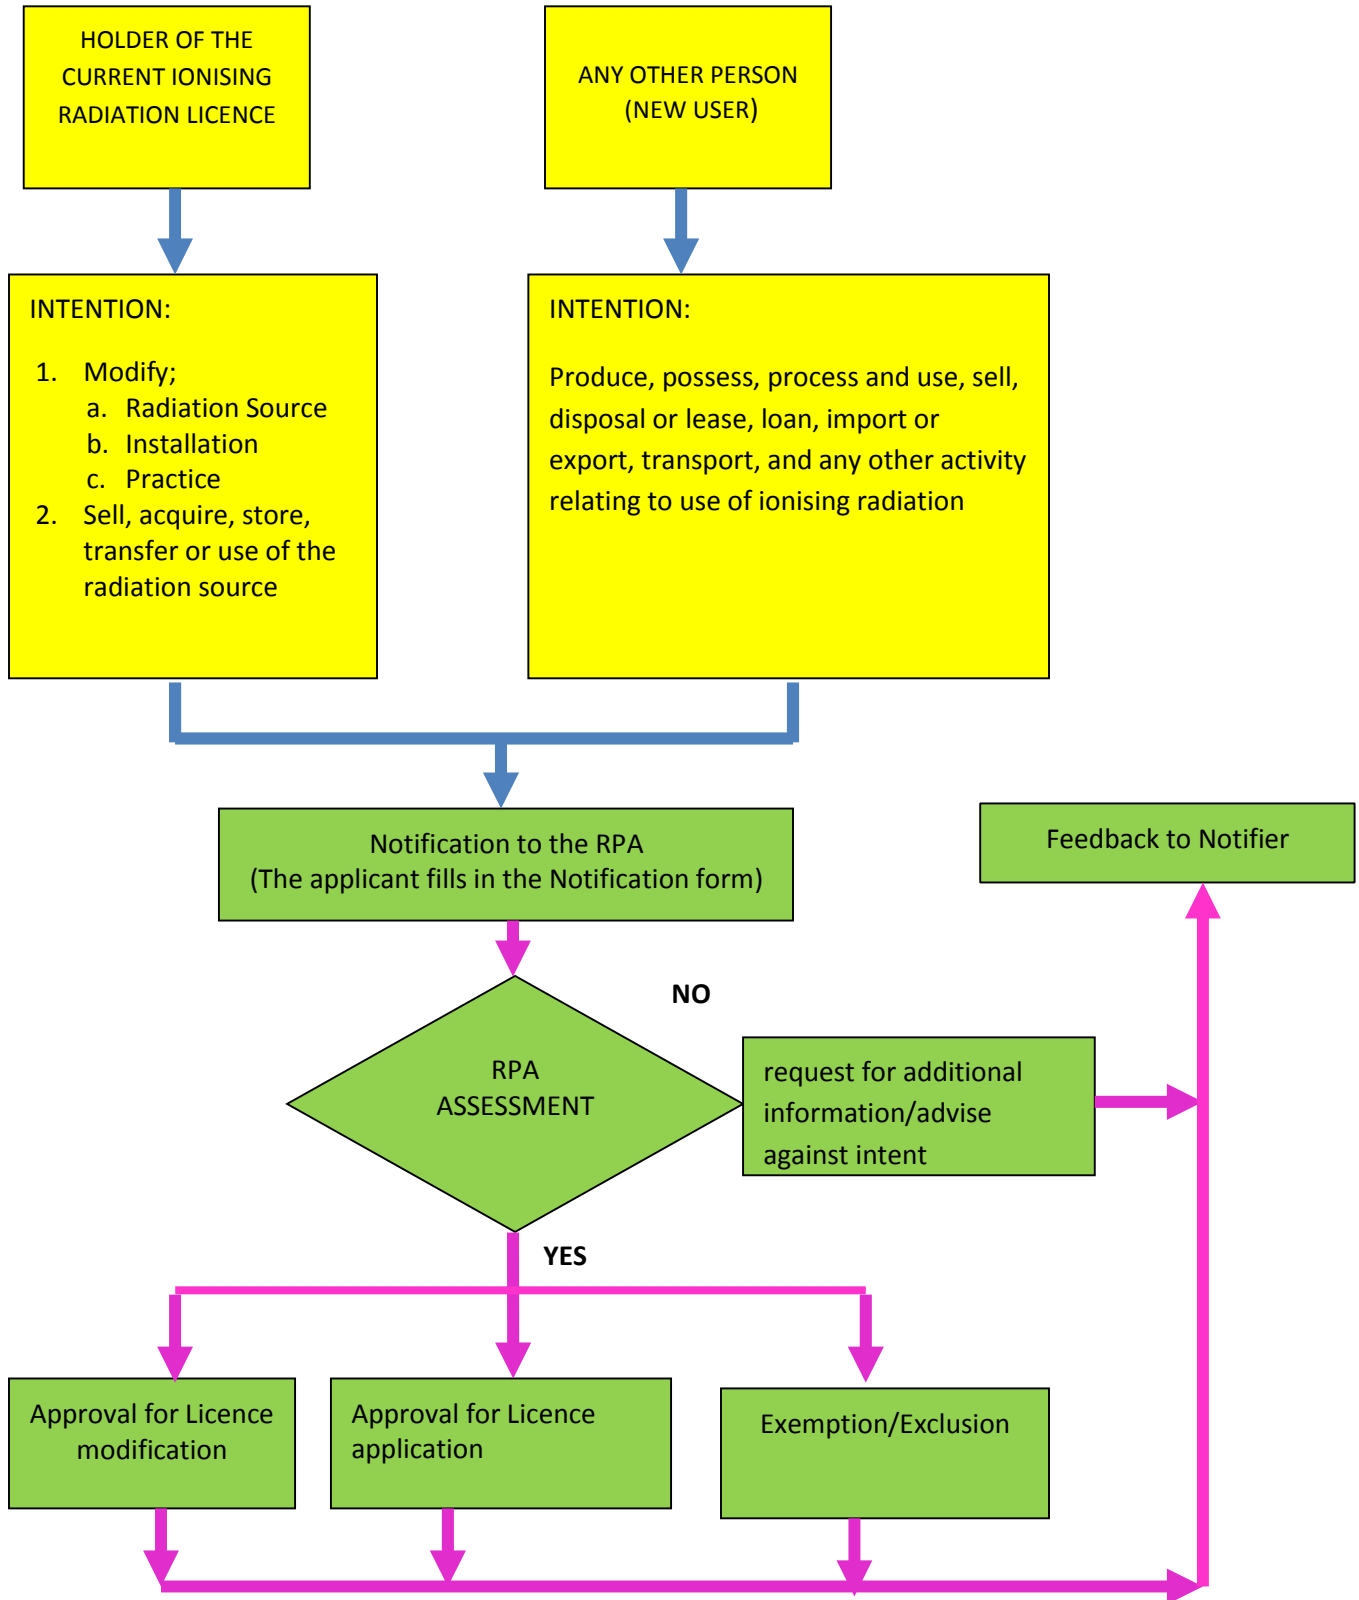 HOLDER OF THE
CURRENT IONISING
RADIATION LICENCE
ANY OTHER PERSON
(NEW USER)
INTENTION:
1. Modify;
a. Radiation Source
b. Installation
c. Practice
2. Sell, acquire, store,
transfer or use of the
radiation source
INTENTION:
Produce, possess, process and use, sell,
disposal or lease, loan, import or
export, transport, and any other activity
relating to use of ionising radiation
Notification to the RPA
(The applicant fills in the Notification form)
Feedback to Notifier
NO
RPA
ASSESSMENT
request for additional
information/advise
against intent
YES
Approval for Licence
modification
Approval for Licence
application
Exemption/Exclusion